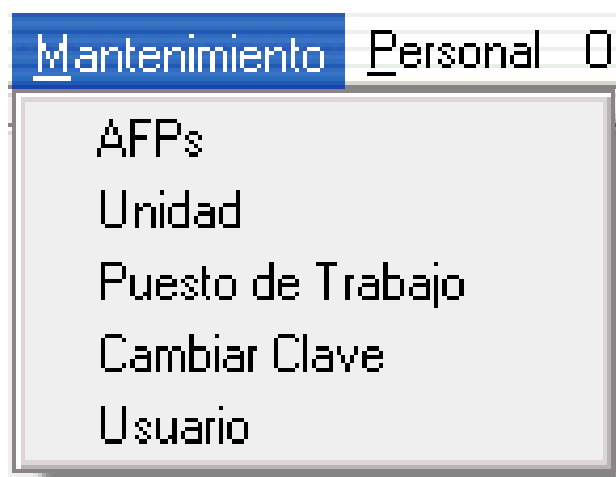 Mantenimiento Personal O
AFPs
Unidad
Puesto de Trabajo
Cambiar Clave
Usuario